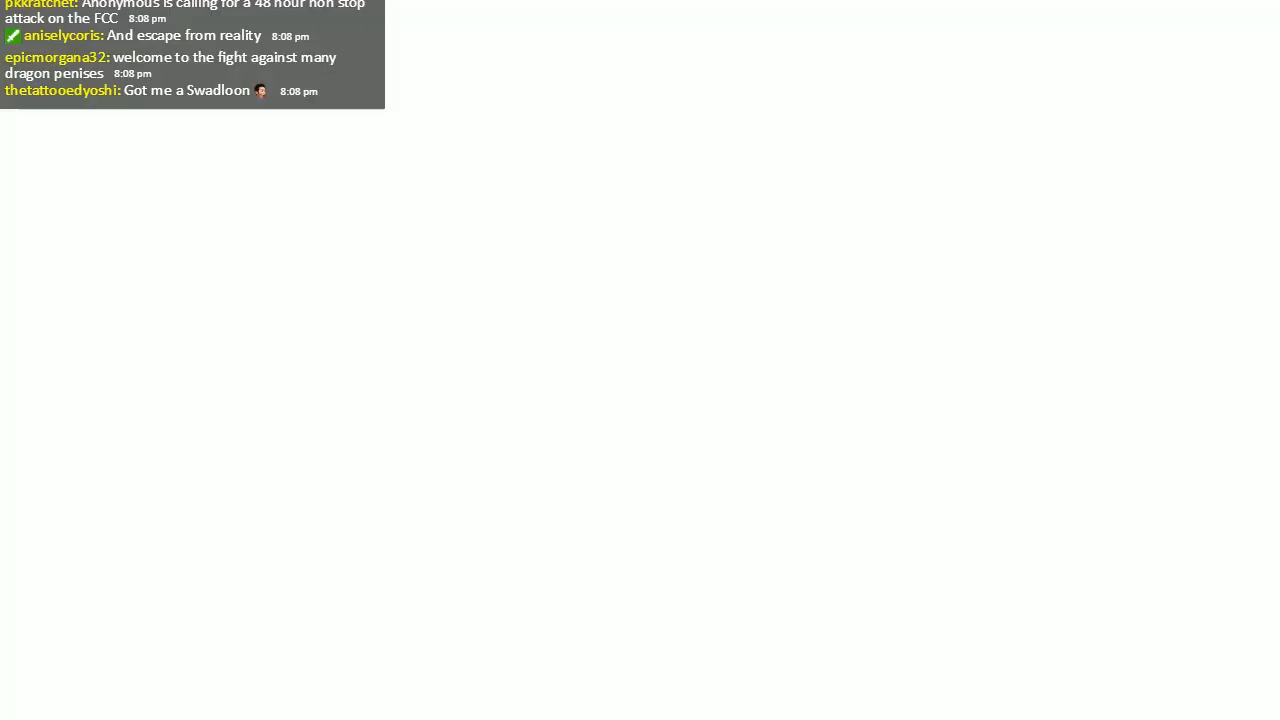 pkkratchet: Anonymous is calling for a 48 hour non stop
attack on the FCC 8:08 pm
aniselycoris: And escape from reality 8:08 pm
epicmorgana32: welcome to the fight against many
dragon penises 8:08 pm
thetattooedyoshi: Got me a Swadloon 8:08 pm